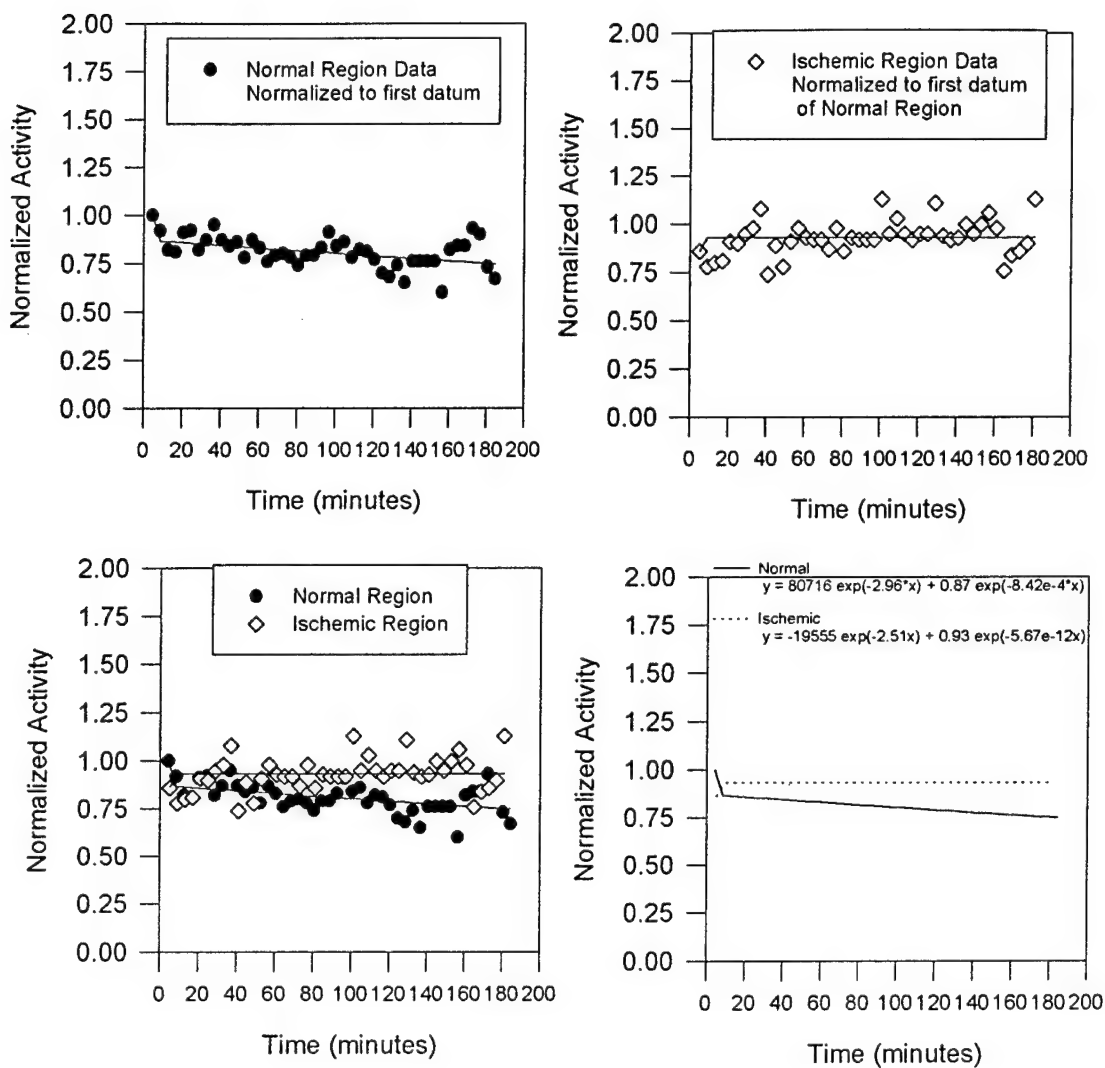 Normal Region Data
Normalized to first datum
2.00
1.75
1.50
1.25
1.00
0.75
0.50
0.25
0.00
Normalized Activity
0 20 40 60 80 100 120 140 160 180 200
Time (minutes)
Ischemic Region Data
Normalized to first datum
of Normal Region
2.00
1.75
1.50
1.25
1.00
0.75
0.50
0.25
0.00
Normalized Activity
0 20 40 60 80 100 120 140 160 180 200
Time (minutes)
Normal Region
Ischemic Region
2.00
1.75
1.50
1.25
1.00
0.75
0.50
0.25
0.00
Normalized Activity
0 20 40 60 80 100 120 140 160 180 200
Time (minutes)
Normal
y = 80716 exp(-2.96*x) + 0.87 exp(-8.42e-4*x)
Ischemic
y = -19555 exp(-2.51x) + 0.93 exp(-5.67e-12x)
2.00
1.75
1.50
1.25
1.00
0.75
0.50
0.25
0.00
Normalized Activity
0 20 40 60 80 100 120 140 160 180 200
Time (minutes)